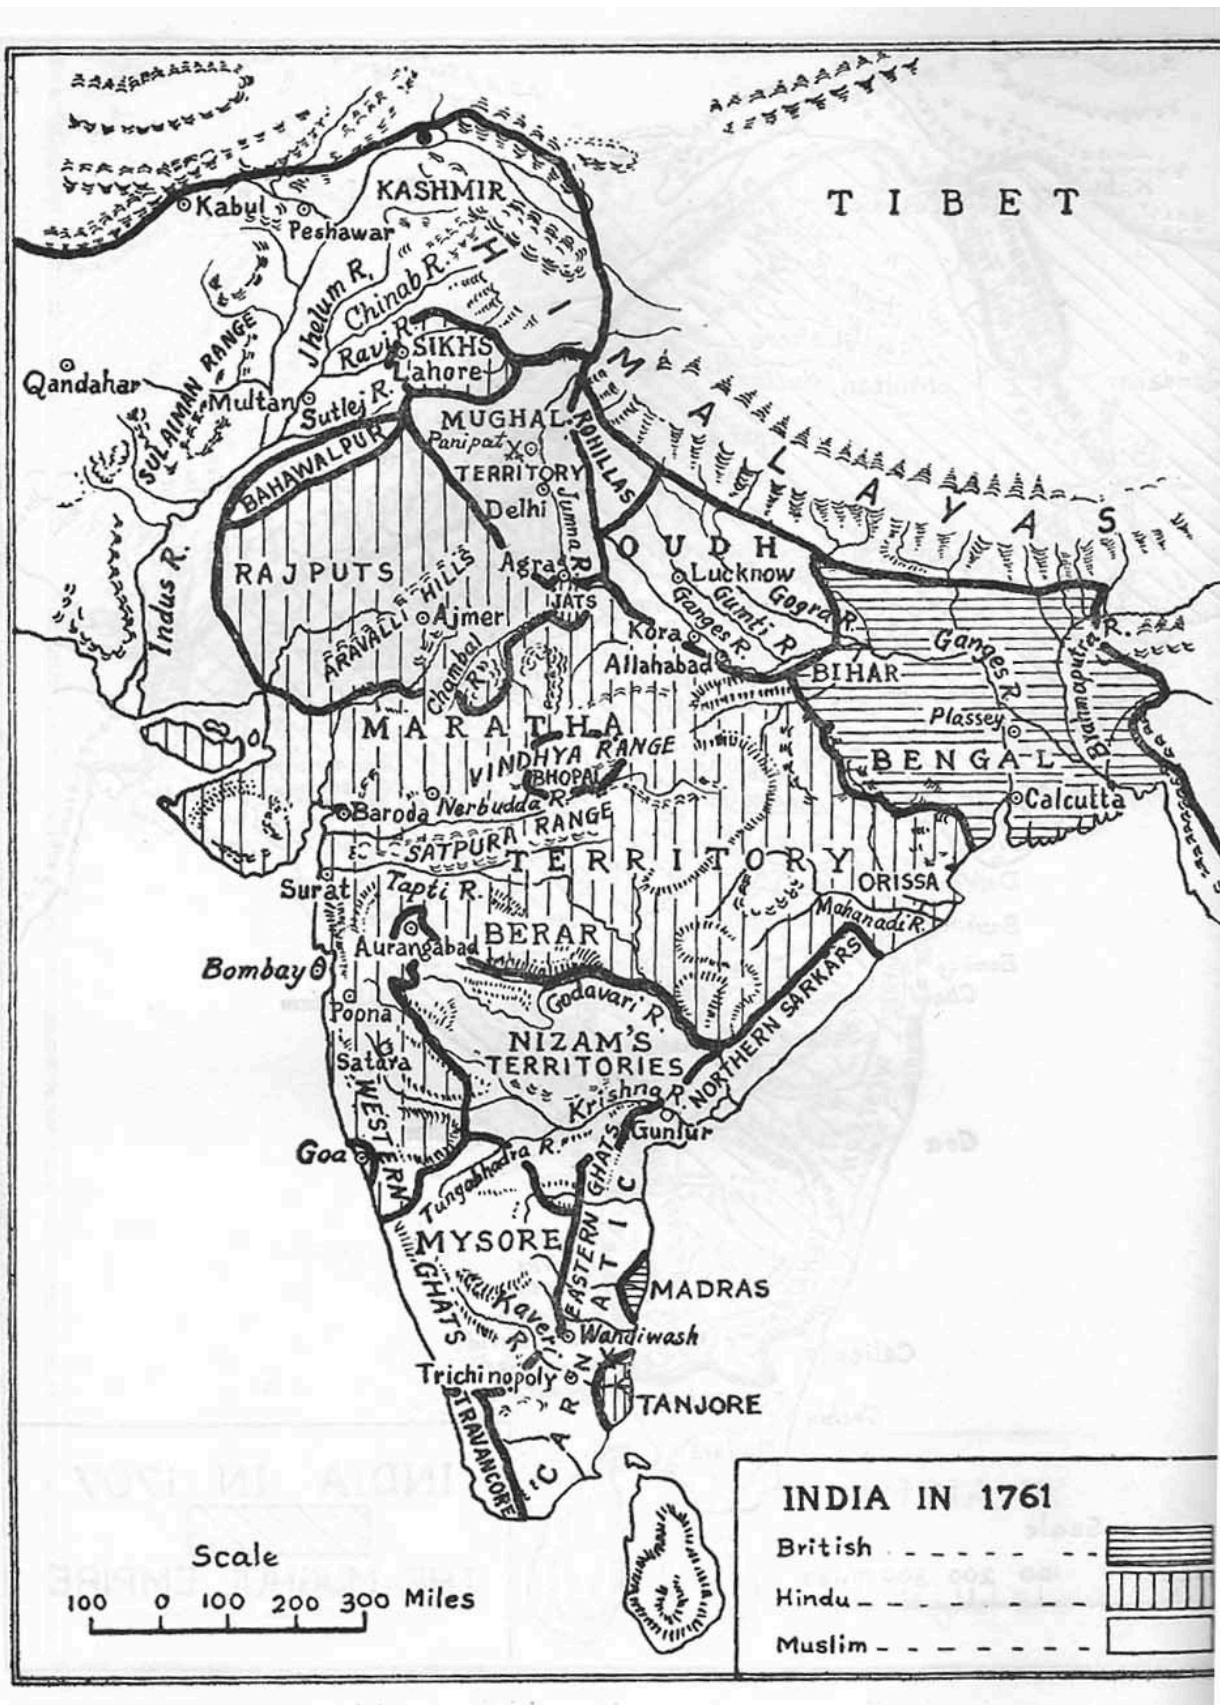 TIBET
KASHMIR
Kabul
Peshawar
HIMALAYAS
Jhelum R.
Chinab R.
Ravi R.
SIKHS
Lahore
SULAIMAN RANGE
Qandahar
Multan
Sutlej R.
BAHAWALPUR
MUGHAL
Panipat
TERRITORY
Delhi
Jumna R.
ROHILLAS
OUDH
Agra
JATS
Lucknow
Gogra R.
Gumti R
Ganges R.
Kora
Allahabad
RAJPUTS
ARAVALLI HILLS
Ajmer
Chambal R.
Indus R.
BIHAR
Ganges R.
Brahmaputra R.
Plassey
BENGAL
Calcutta
MARATHA
VINDHYA RANGE
BHOPAL
Baroda
Nerbudda R.
SATPURA RANGE
TERRITORY
ORISSA
Surat
Tapti R.
Mahanadi R.
BERAR
Aurangabad
Bombay
Poona
Godavari R.
NORTHERN SARKARS
NIZAM'S
TERRITORIES
Satara
Krishna R.
Guntur
WESTERN GHATS
Goa
Tungabhadra R.
EASTERN GHATS
MYSORE
CARNATIC
MADRAS
Kaveri R.
Wandiwash
Trichinopoly
TANJORE
TRAVANCORE
INDIA IN 1761
British
Hindu
Muslim
Scale
100 0 100 200 300 Miles